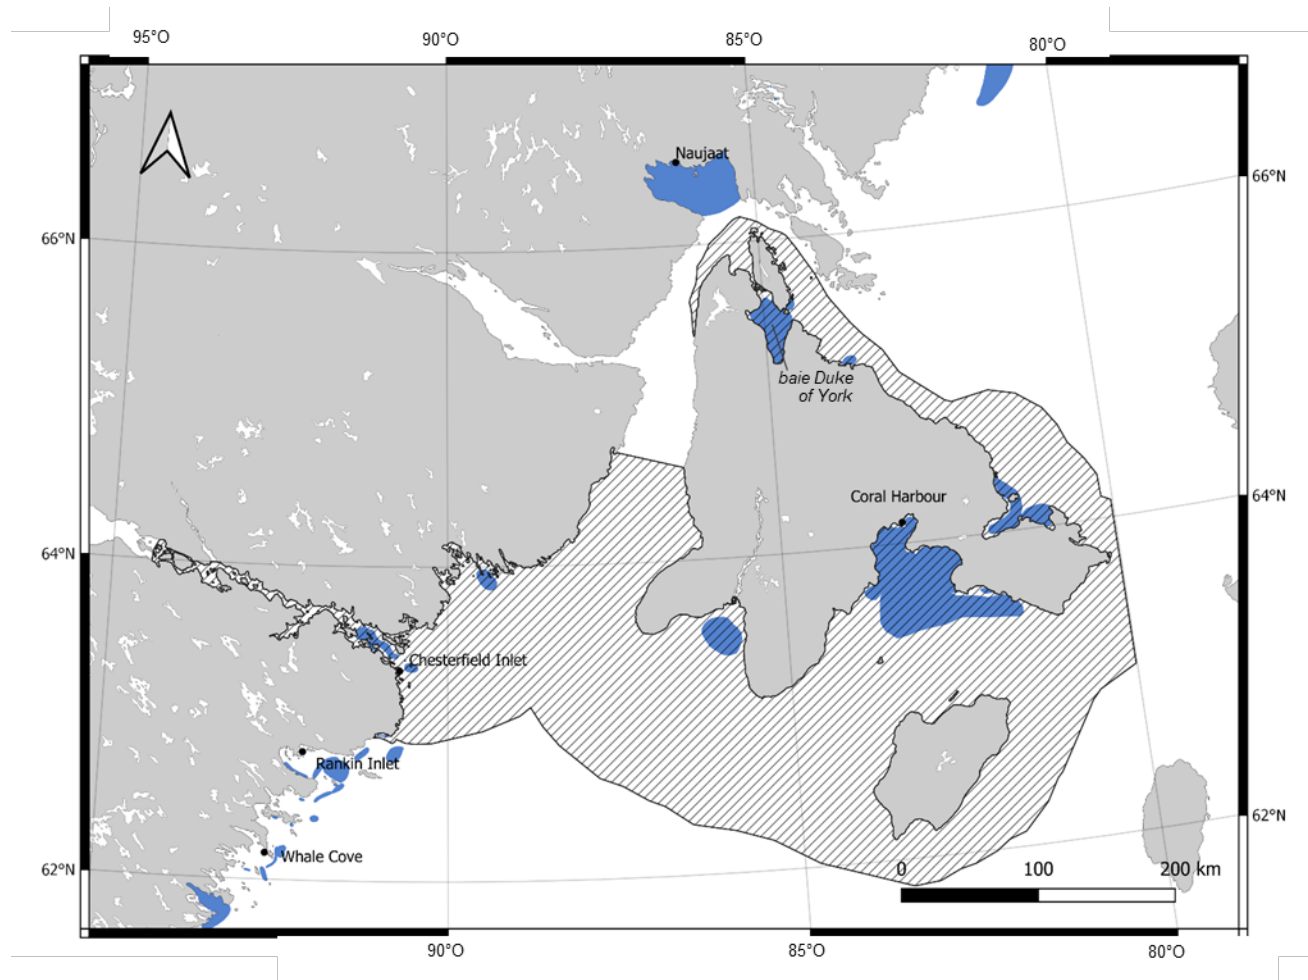 95°O
90°O
85°O
80°O
Naujaat
66°N
66°N
baie Duke
of York
Coral Harbour
64°N
64°N
Chesterfield Inlet
Rankin Inlet
Whale Cove
62°N
62°N
0
100
200 km
90°O
85°O
80°O